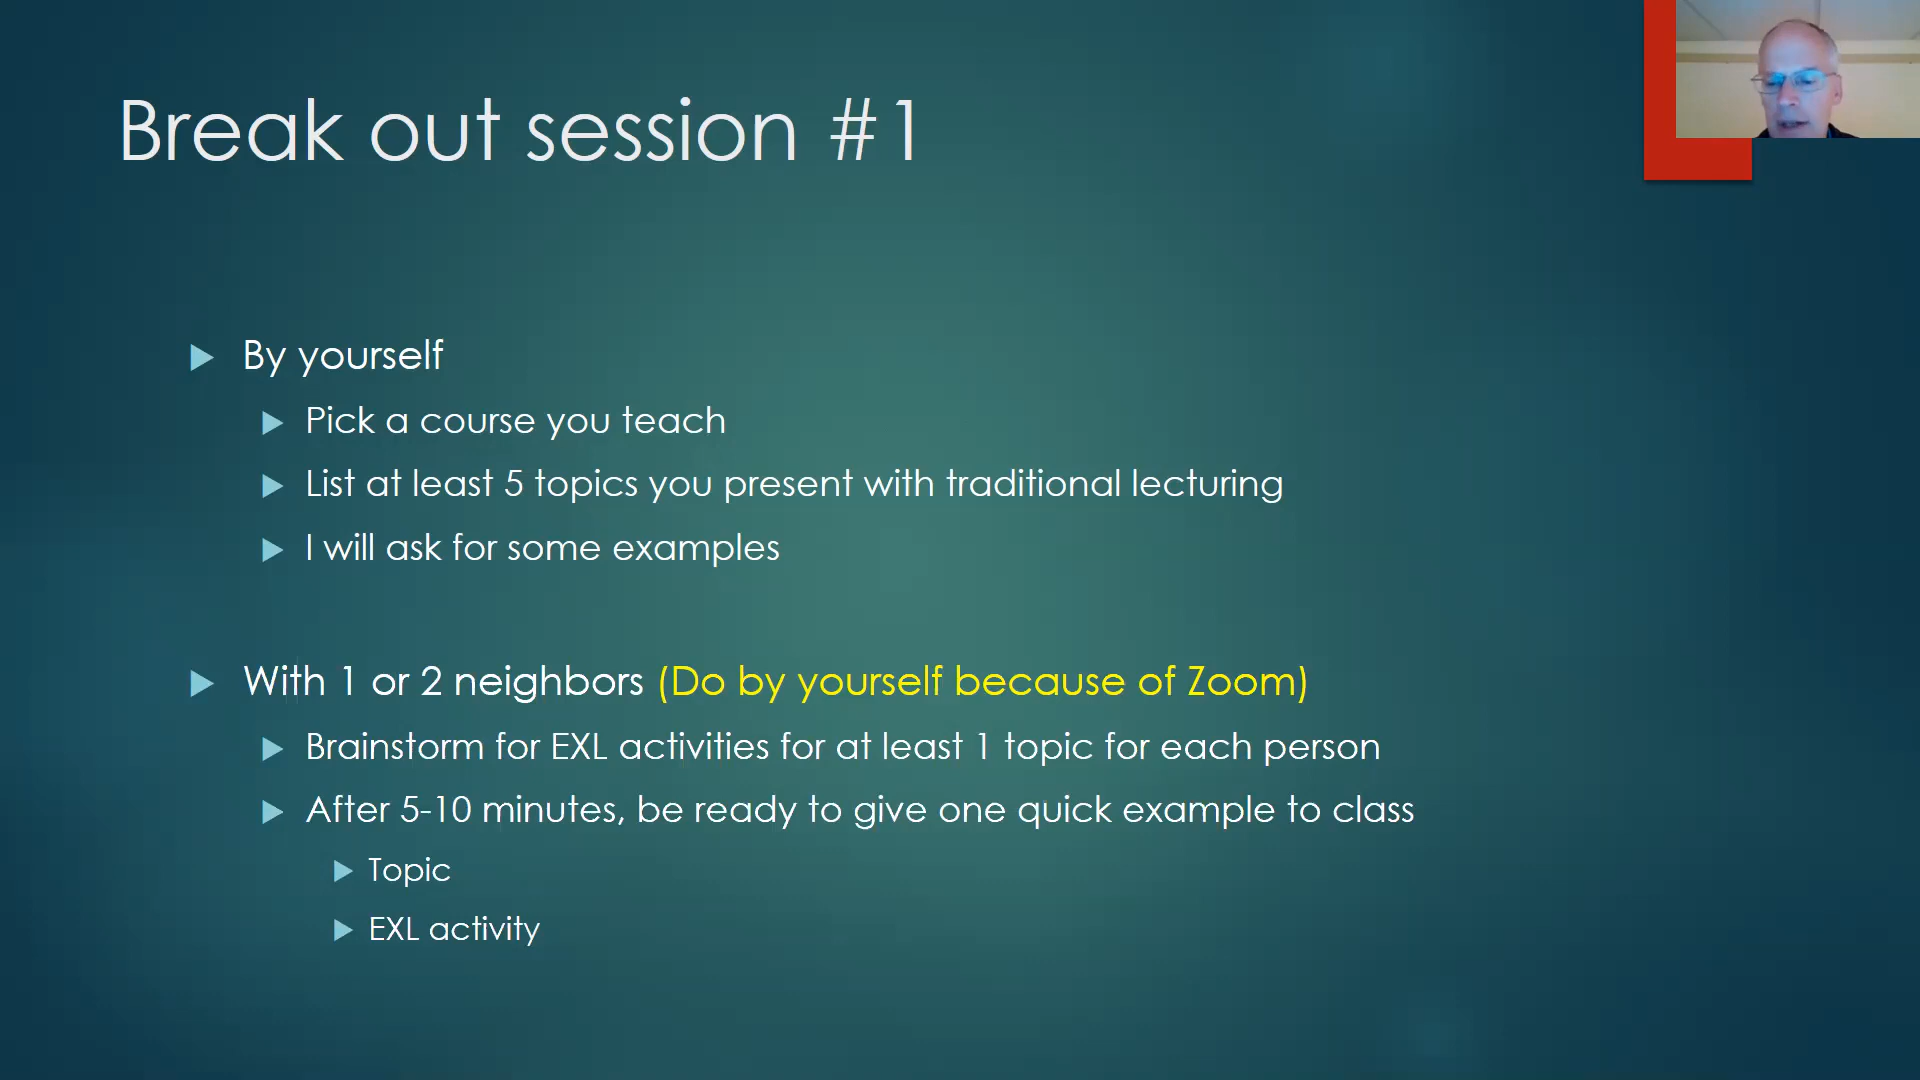 Break out session #1
By yourself
Pick a course you teach
List at least 5 topics you present with traditional lecturing
I will ask for some examples
With 1 or 2 neighbors (Do by yourself because of Zoom)
Brainstorm for EXL activities for at least 1 topic for each person
After 5-10 minutes, be ready to give one quick example to class
Topic
EXL activity